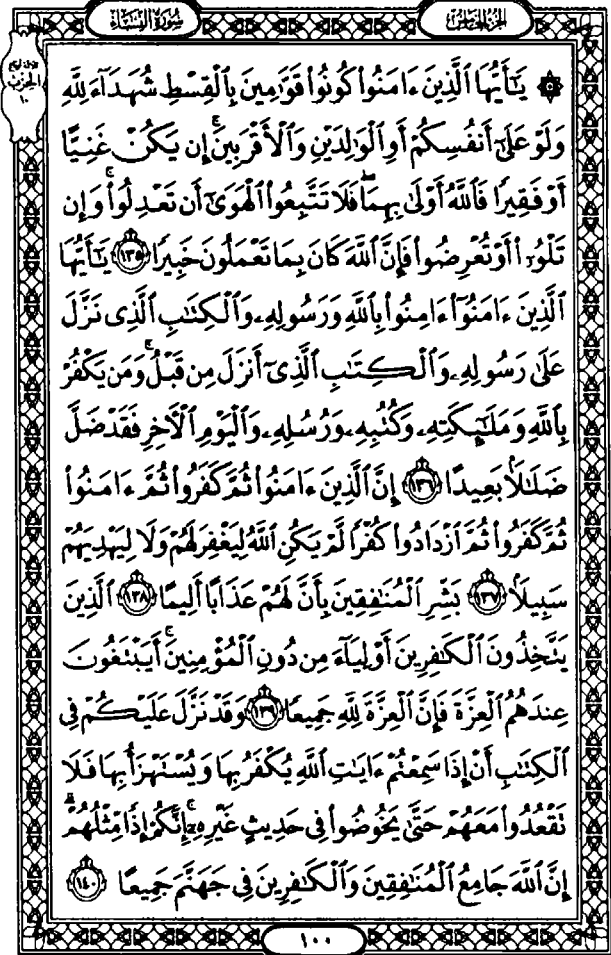 سُورَةُ النِّسَاءِ
الجُزْءُ الخَامِسُ
الحِزْبِ
١٠
۞ يَـٰٓأَيُّهَا ٱلَّذِينَ ءَامَنُوا۟ كُونُوا۟ قَوَّٰمِينَ بِٱلْقِسْطِ شُهَدَآءَ لِلَّهِ
وَلَوْ عَلَىٰٓ أَنفُسِكُمْ أَوِ ٱلْوَٰلِدَيْنِ وَٱلْأَقْرَبِينَ ۚ إِن يَكُنْ غَنِيًّا
أَوْ فَقِيرًا فَٱللَّهُ أَوْلَىٰ بِهِمَا ۖ فَلَا تَتَّبِعُوا۟ ٱلْهَوَىٰٓ أَن تَعْدِلُوا۟ ۚ وَإِن
تَلْوُۥٓا۟ أَوْ تُعْرِضُوا۟ فَإِنَّ ٱللَّهَ كَانَ بِمَا تَعْمَلُونَ خَبِيرًا ١٣٥ يَـٰٓأَيُّهَا
ٱلَّذِينَ ءَامَنُوٓا۟ ءَامِنُوا۟ بِٱللَّهِ وَرَسُولِهِۦ وَٱلْكِتَـٰبِ ٱلَّذِى نَزَّلَ
عَلَىٰ رَسُولِهِۦ وَٱلْكِتَـٰبِ ٱلَّذِىٓ أَنزَلَ مِن قَبْلُ ۚ وَمَن يَكْفُرْ
بِٱللَّهِ وَمَلَـٰٓئِكَتِهِۦ وَكُتُبِهِۦ وَرُسُلِهِۦ وَٱلْيَوْمِ ٱلْـَٔاخِرِ فَقَدْ ضَلَّ
ضَلَـٰلًۢا بَعِيدًا ١٣٦ إِنَّ ٱلَّذِينَ ءَامَنُوا۟ ثُمَّ كَفَرُوا۟ ثُمَّ ءَامَنُوا۟
ثُمَّ كَفَرُوا۟ ثُمَّ ٱزْدَادُوا۟ كُفْرًا لَّمْ يَكُنِ ٱللَّهُ لِيَغْفِرَ لَهُمْ وَلَا لِيَهْدِيَهُمْ
سَبِيلًۢا ١٣٧ بَشِّرِ ٱلْمُنَـٰفِقِينَ بِأَنَّ لَهُمْ عَذَابًا أَلِيمًا ١٣٨ ٱلَّذِينَ
يَتَّخِذُونَ ٱلْكَـٰفِرِينَ أَوْلِيَآءَ مِن دُونِ ٱلْمُؤْمِنِينَ ۚ أَيَبْتَغُونَ
عِندَهُمُ ٱلْعِزَّةَ فَإِنَّ ٱلْعِزَّةَ لِلَّهِ جَمِيعًا ١٣٩ وَقَدْ نَزَّلَ عَلَيْكُمْ فِى
ٱلْكِتَـٰبِ أَنْ إِذَا سَمِعْتُمْ ءَايَـٰتِ ٱللَّهِ يُكْفَرُ بِهَا وَيُسْتَهْزَأُ بِهَا فَلَا
تَقْعُدُوا۟ مَعَهُمْ حَتَّىٰ يَخُوضُوا۟ فِى حَدِيثٍ غَيْرِهِۦٓ ۚ إِنَّكُمْ إِذًا مِّثْلُهُمْ ۗ
إِنَّ ٱللَّهَ جَامِعُ ٱلْمُنَـٰفِقِينَ وَٱلْكَـٰفِرِينَ فِى جَهَنَّمَ جَمِيعًا ١٤٠
١٠٠